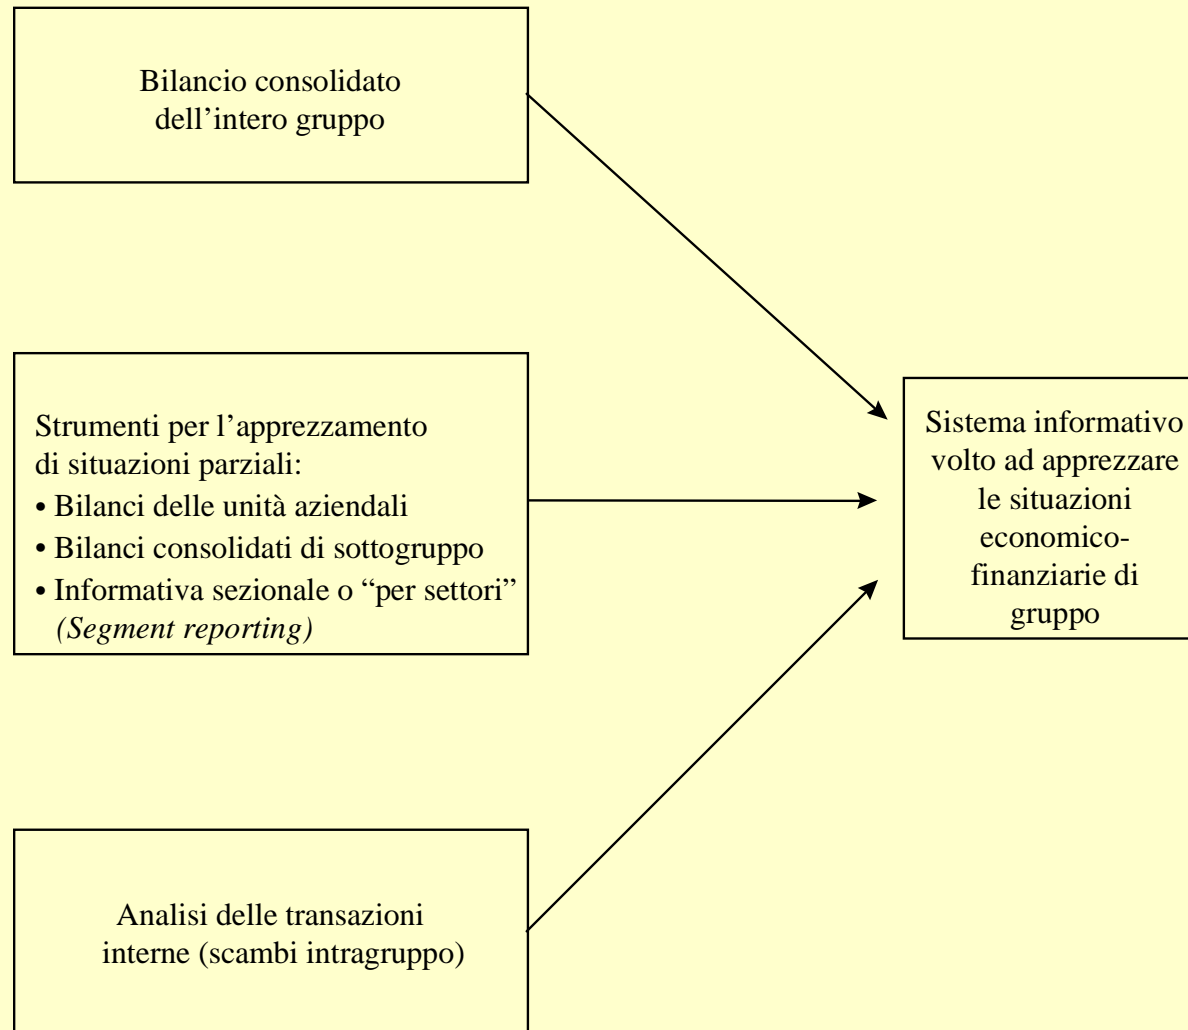 Bilancio consolidato
dell’intero gruppo
Strumenti per l’apprezzamento
di situazioni parziali:
• Bilanci delle unità aziendali
• Bilanci consolidati di sottogruppo
• Informativa sezionale o “per settori”
(Segment reporting)
Analisi delle transazioni
interne (scambi intragruppo)
Sistema informativo
volto ad apprezzare
le situazioni
economico-
finanziarie di
gruppo